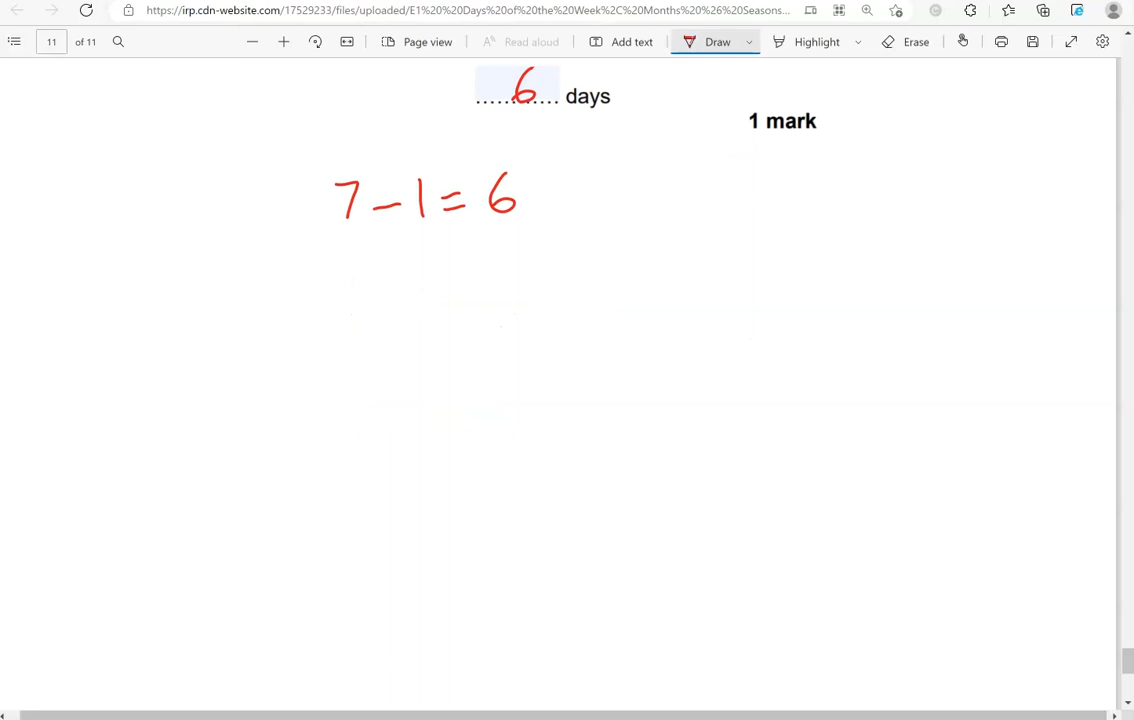 https://irp.cdn-website.com/17529233/files/uploaded/E1%20%20Days%20of%20the%20Week%2C%20Months%20%26%20Seasons...
11 of 11 Page view Read aloud Add text Draw Highlight Erase
......6...... days
1 mark
7 - 1 = 6